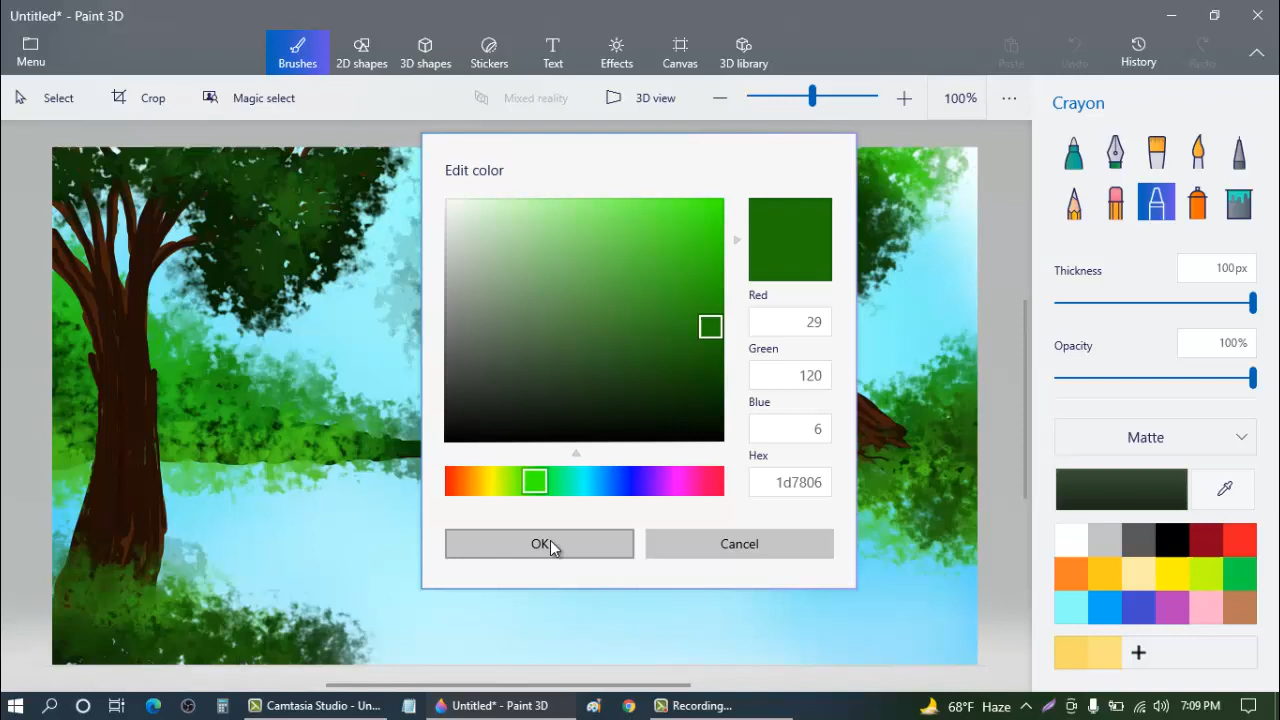 Untitled* - Paint 3D
Menu
Brushes
2D shapes
3D shapes
Stickers
Text
Effects
Canvas
3D library
Paste
Undo
History
Redo
Select
Crop
Magic select
Mixed reality
3D view
100%
Crayon
Edit color
Red
29
Green
120
Blue
6
Hex
1d7806
OK
Cancel
Thickness
100px
Opacity
100%
Matte
Camtasia Studio - Un...
Untitled* - Paint 3D
Recording...
68°F Haze
7:09 PM